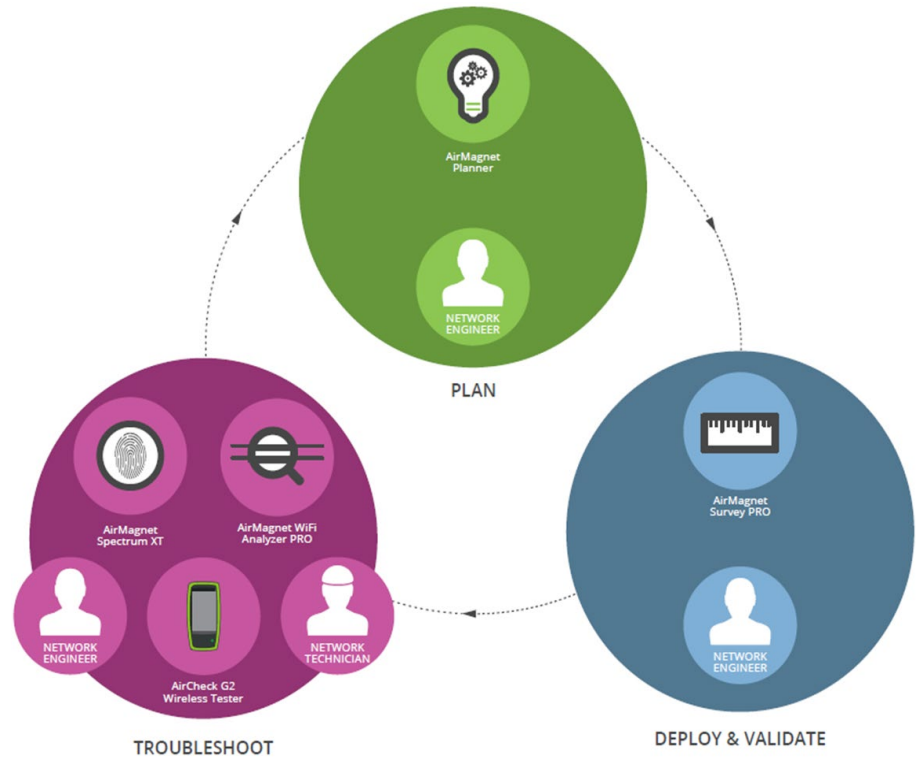 AirMagnet
Planner
NETWORK
ENGINEER
PLAN
AirMagnet
Spectrum XT
AirMagnet WiFi
Analyzer PRO
NETWORK
ENGINEER
AirCheck G2
Wireless Tester
NETWORK
TECHNICIAN
TROUBLESHOOT
AirMagnet
Survey PRO
NETWORK
ENGINEER
DEPLOY & VALIDATE